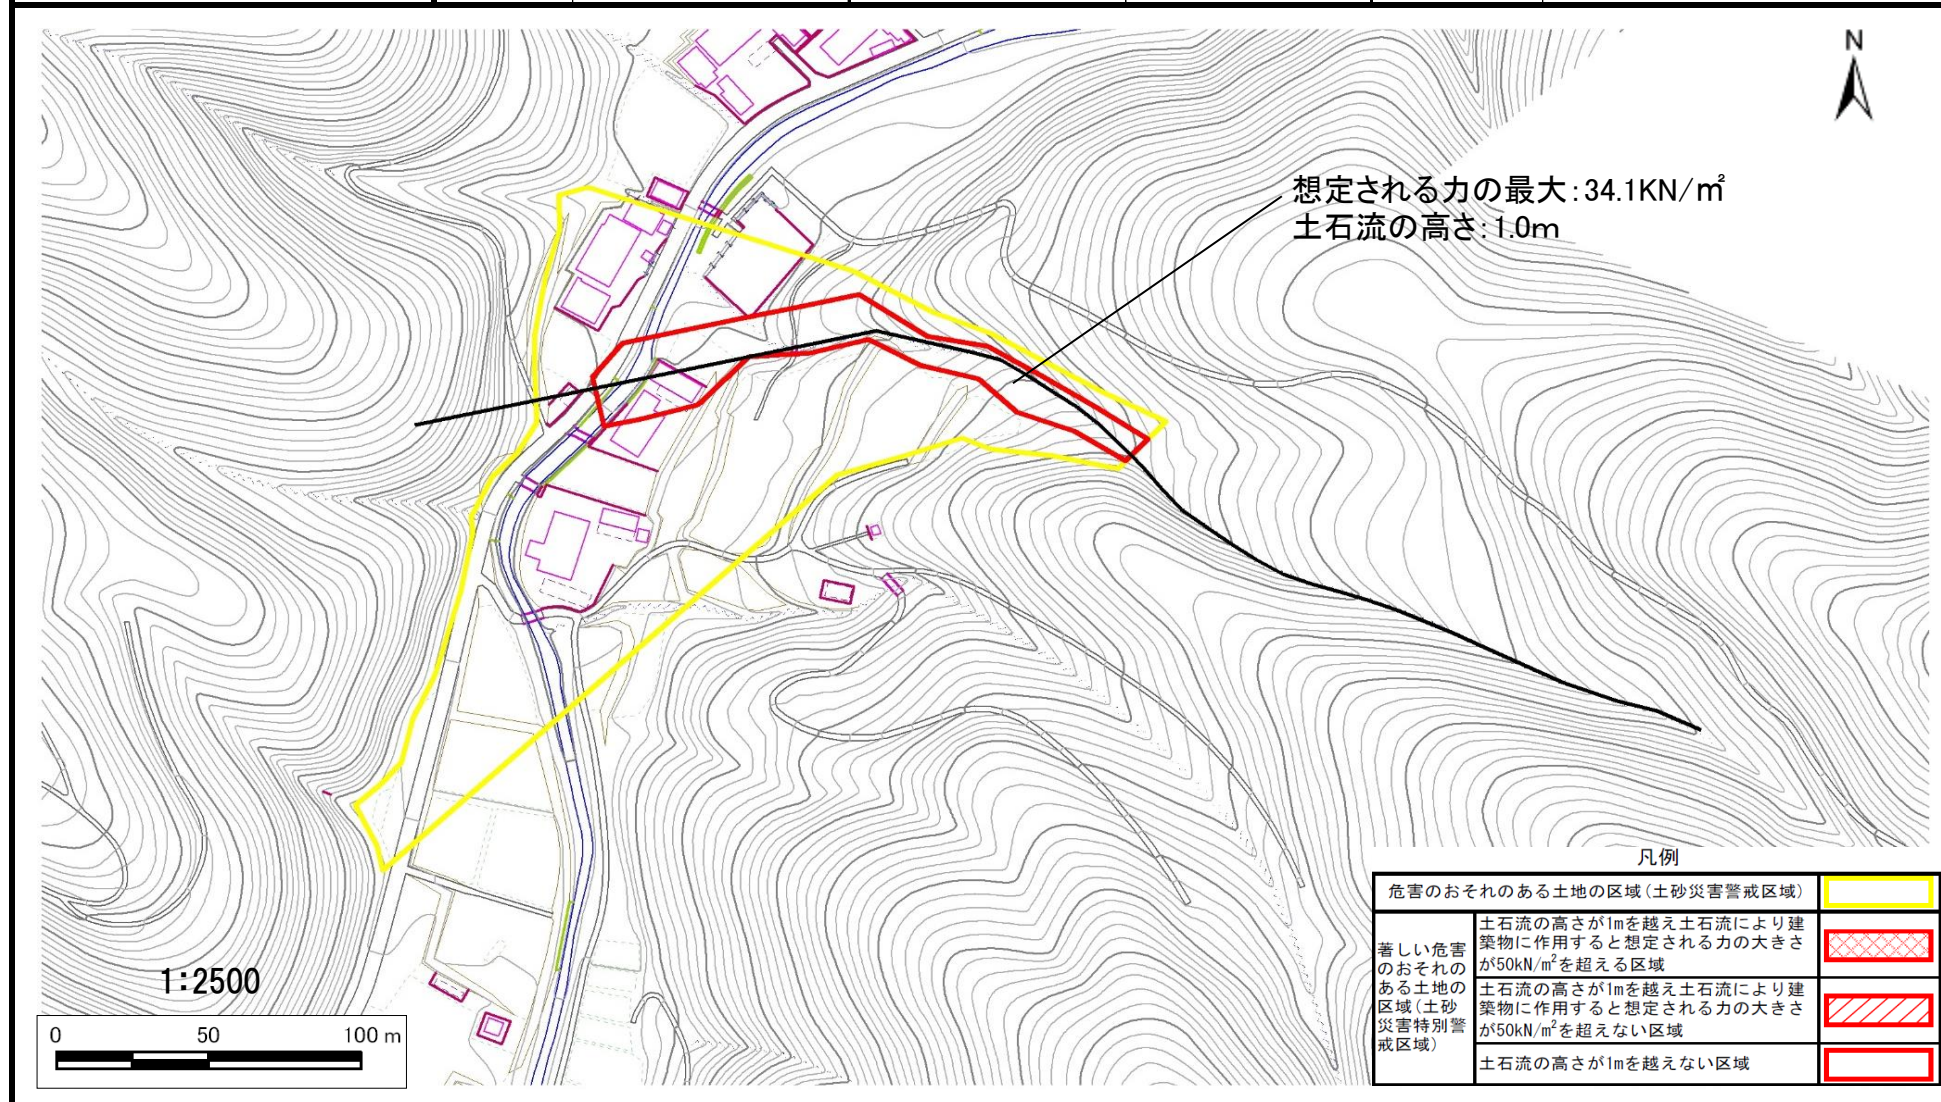 N
想定される力の最大:34.1KN/㎡
土石流の高さ:1.0m
1:2500
0 50 100 m
凡例
危害のおそれのある土地の区域(土砂災害警戒区域)
著しい危害
のおそれの
ある土地の
区域(土砂
災害特別警
戒区域)
土石流の高さが1mを越え土石流により建
築物に作用すると想定される力の大きさ
が50kN/㎡を超える区域
土石流の高さが1mを越え土石流により建
築物に作用すると想定される力の大きさ
が50kN/㎡を超えない区域
土石流の高さが1mを越えない区域